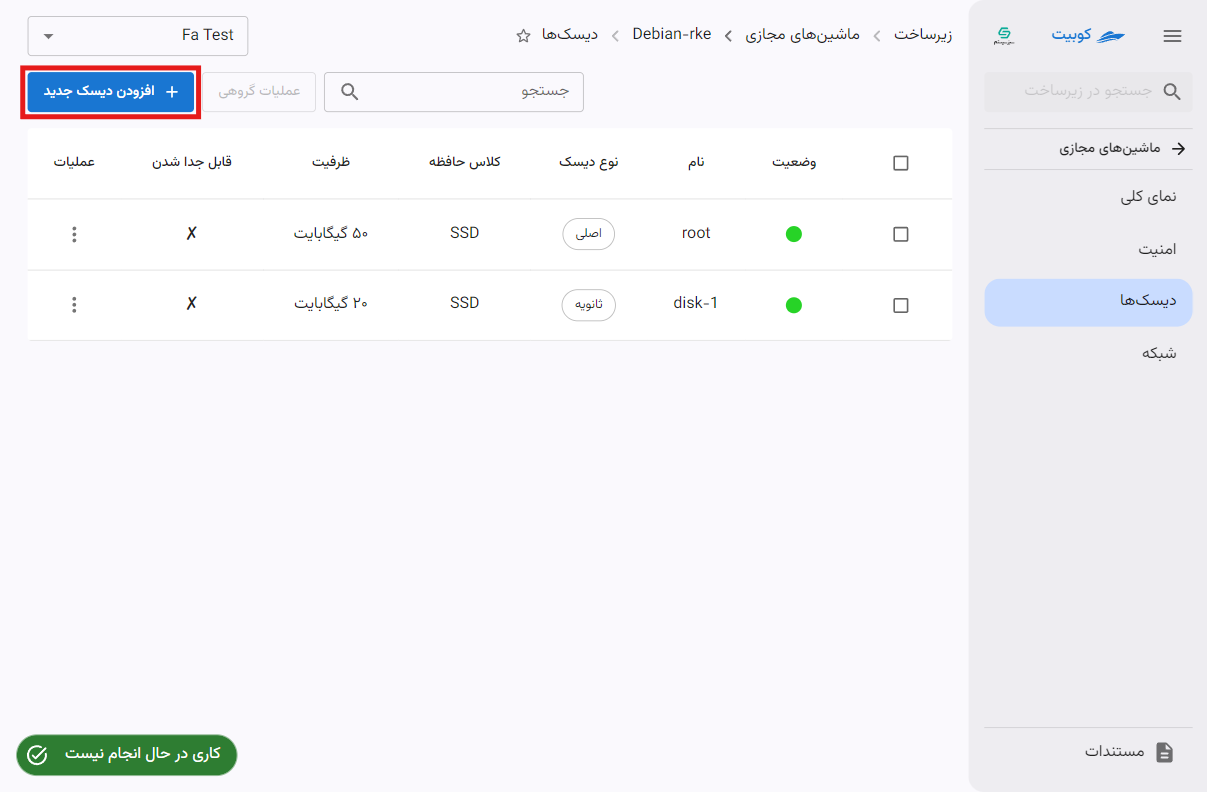 کوبیت
جستجو در زیرساخت
ماشین‌های مجازی
نمای کلی
امنیت
دیسک‌ها
شبکه
مستندات
زیرساخت > ماشین‌های مجازی > Debian-rke > دیسک‌ها
Fa Test
جستجو
عملیات گروهی
+ افزودن دیسک جدید
وضعیت نام نوع دیسک کلاس حافظه ظرفیت قابل جدا شدن عملیات
root اصلی SSD ۵۰ گیگابایت ✗
disk-1 ثانویه SSD ۲۰ گیگابایت ✗
کاری در حال انجام نیست